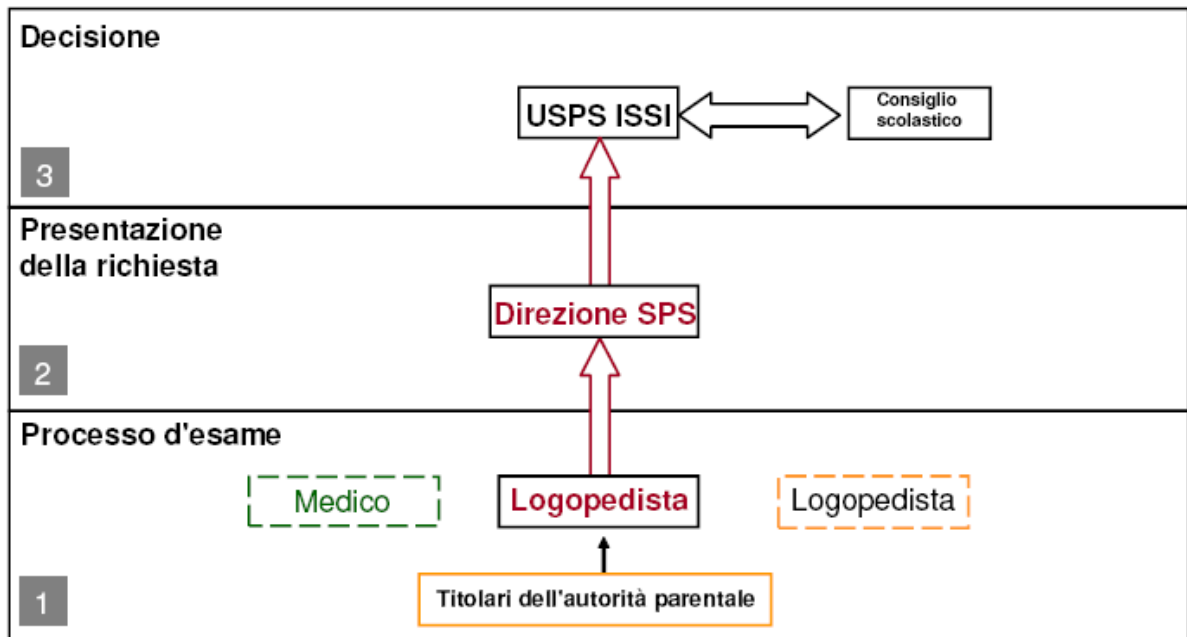 Decisione
USPS ISSI
Consiglio
scolastico
3
Presentazione
della richiesta
Direzione SPS
2
Processo d'esame
Medico
Logopedista
Logopedista
Titolari dell'autorità parentale
1